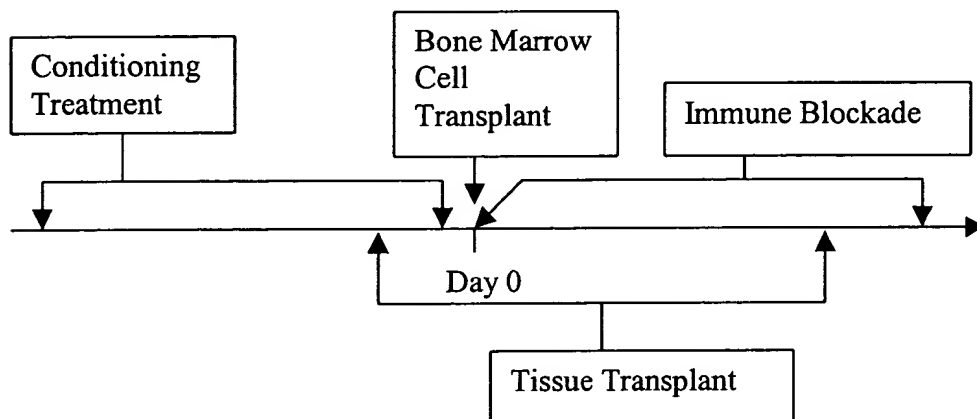 Conditioning
Treatment
Bone Marrow
Cell
Transplant
Immune Blockade
Day 0
Tissue Transplant